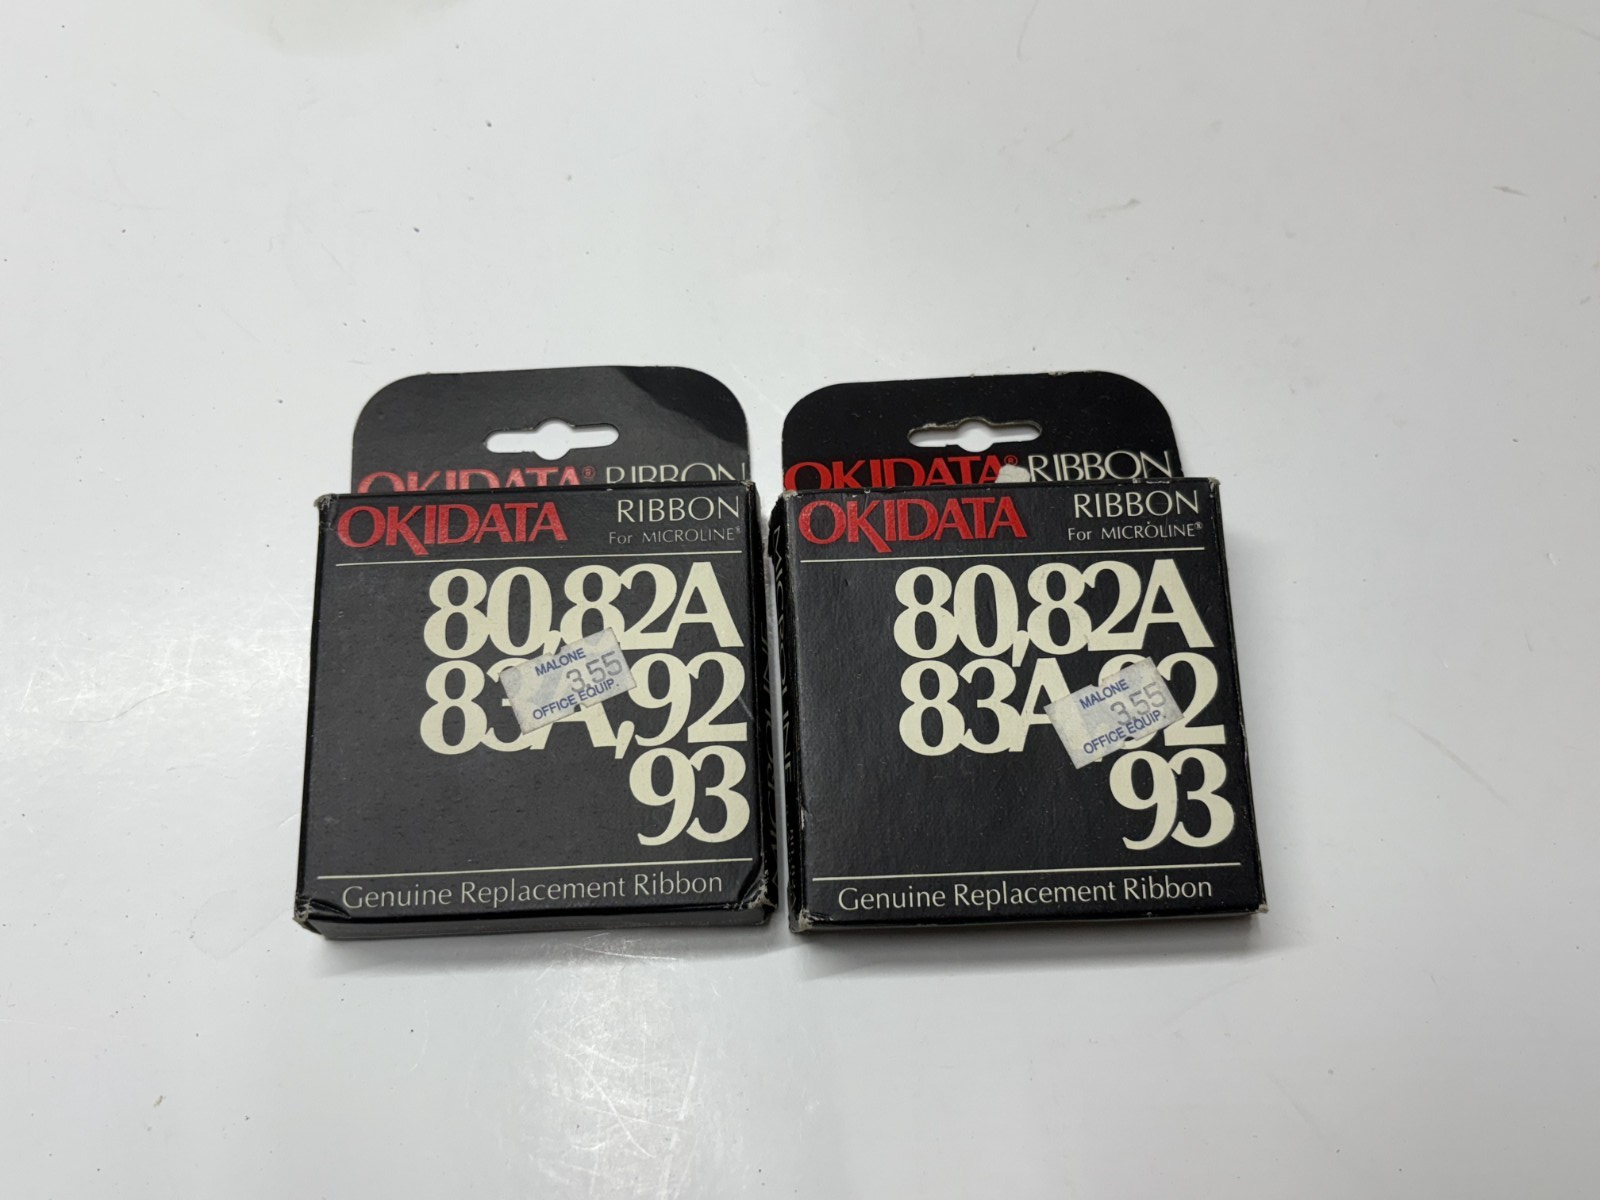 OKIDATA® RIBBON
OKIDATA RIBBON
For MICROLINE®
80,82A
83A,92
93
MALONE
3.55
OFFICE EQUIP.
Genuine Replacement Ribbon
OKIDATA® RIBBON
OKIDATA RIBBON
For MICROLINE®
80,82A
83A 92
93
MALONE
3.55
OFFICE EQUIP.
Genuine Replacement Ribbon